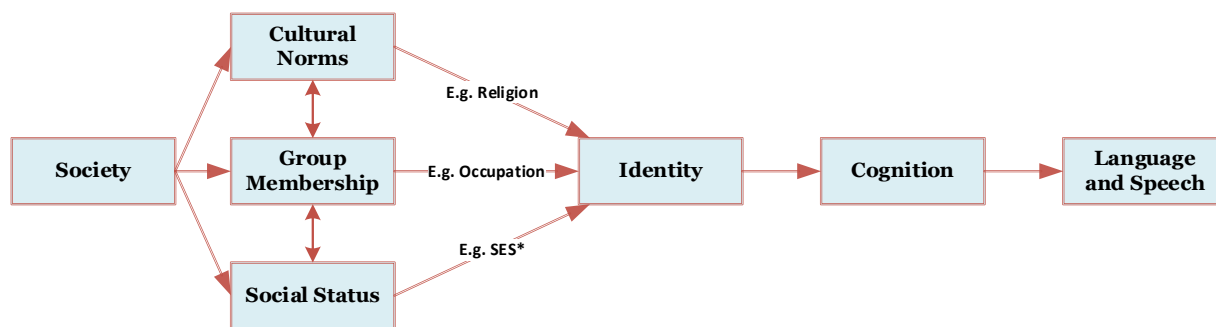 Cultural
Norms
E.g. Religion
Society
Group
Membership
E.g. Occupation
Identity
Cognition
Language
and Speech
E.g. SES*
Social Status